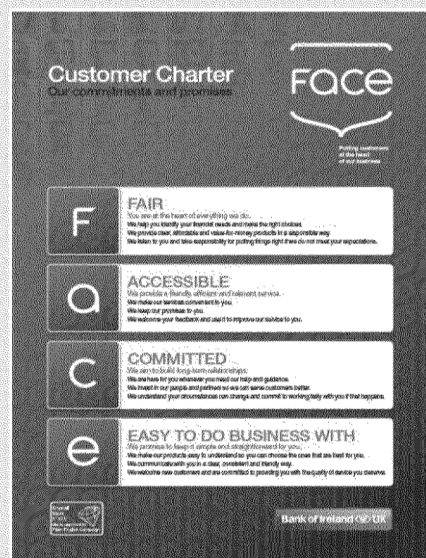 Customer Charter
Our commitments and promises
FaCe
Putting customers
at the heart
of our business
F
FAIR
You are at the heart of everything we do.
We help you identify your financial needs and make the right choices.
We provide clear, affordable and value-for-money products in a responsible way.
We listen to you and take responsibility for putting things right if we do not meet your expectations.
a
ACCESSIBLE
We provide a friendly, efficient and relevant service.
We make our services convenient to you.
We keep our promises to you.
We welcome your feedback and use it to improve our service to you.
C
COMMITTED
We aim to build long-term relationships.
We are here for you whenever you need our help and guidance.
We invest in our people and partners so we can serve customers better.
We understand your circumstances can change and commit to working fairly with you if that happens.
e
EASY TO DO BUSINESS WITH
We promise to keep it simple and straightforward for you.
We make our products easy to understand so you can choose the ones that are best for you.
We communicate with you in a clear, consistent and friendly way.
We welcome new customers and are committed to providing you with the quality of service you deserve.
Crystal
Mark
Bank of Ireland UK